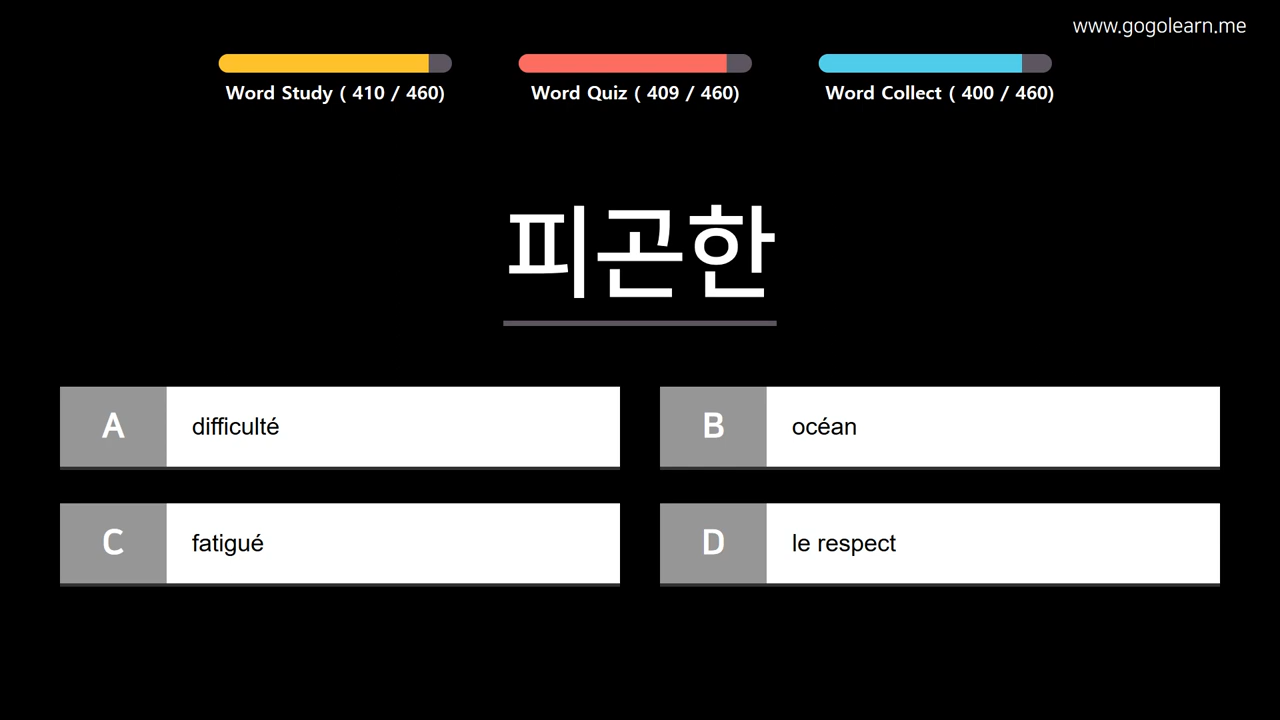 www.gogolearn.me
Word Study ( 410 / 460)
Word Quiz ( 409 / 460)
Word Collect ( 400 / 460)
피곤한
A difficulté
B océan
C fatigué
D le respect